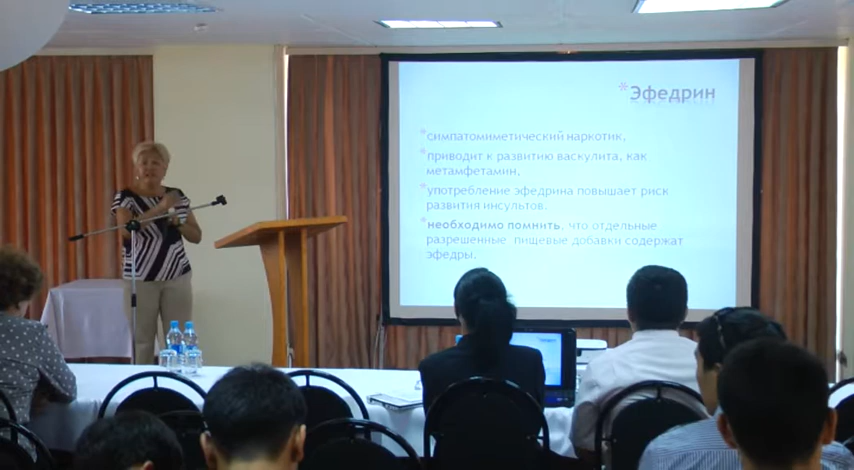 *Эфедрин
*симпатомиметический наркотик,
*приводит к развитию васкулита, как
метамфетамин,
*употребление эфедрина повышает риск
развития инсультов.
*необходимо помнить, что отдельные
разрешенные пищевые добавки содержат
эфедры.